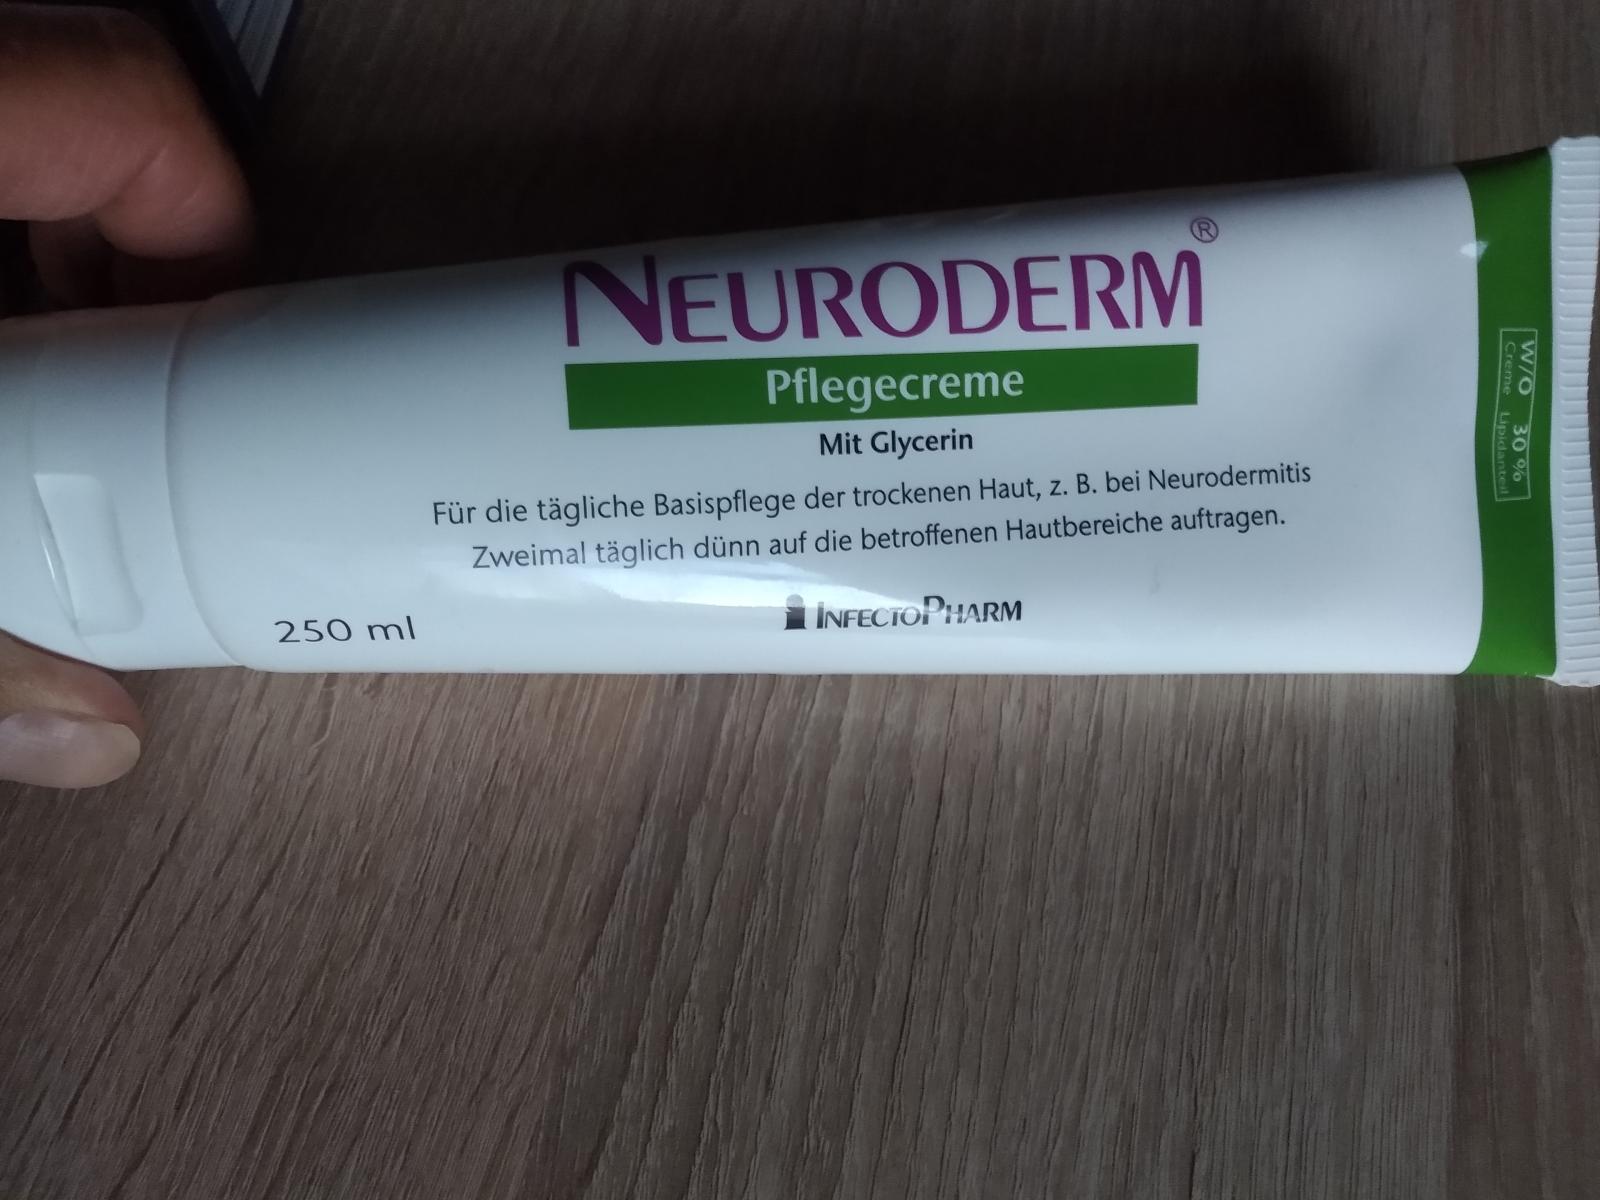 NEURODERM®
Pflegecreme
Mit Glycerin
Für die tägliche Basispflege der trockenen Haut, z. B. bei Neurodermitis
Zweimal täglich dünn auf die betroffenen Hautbereiche auftragen.
250 ml
INFECTOPHARM
W/O 30 %
Creme Lipidanteil